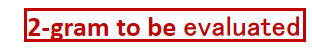 2-gram to be evaluated